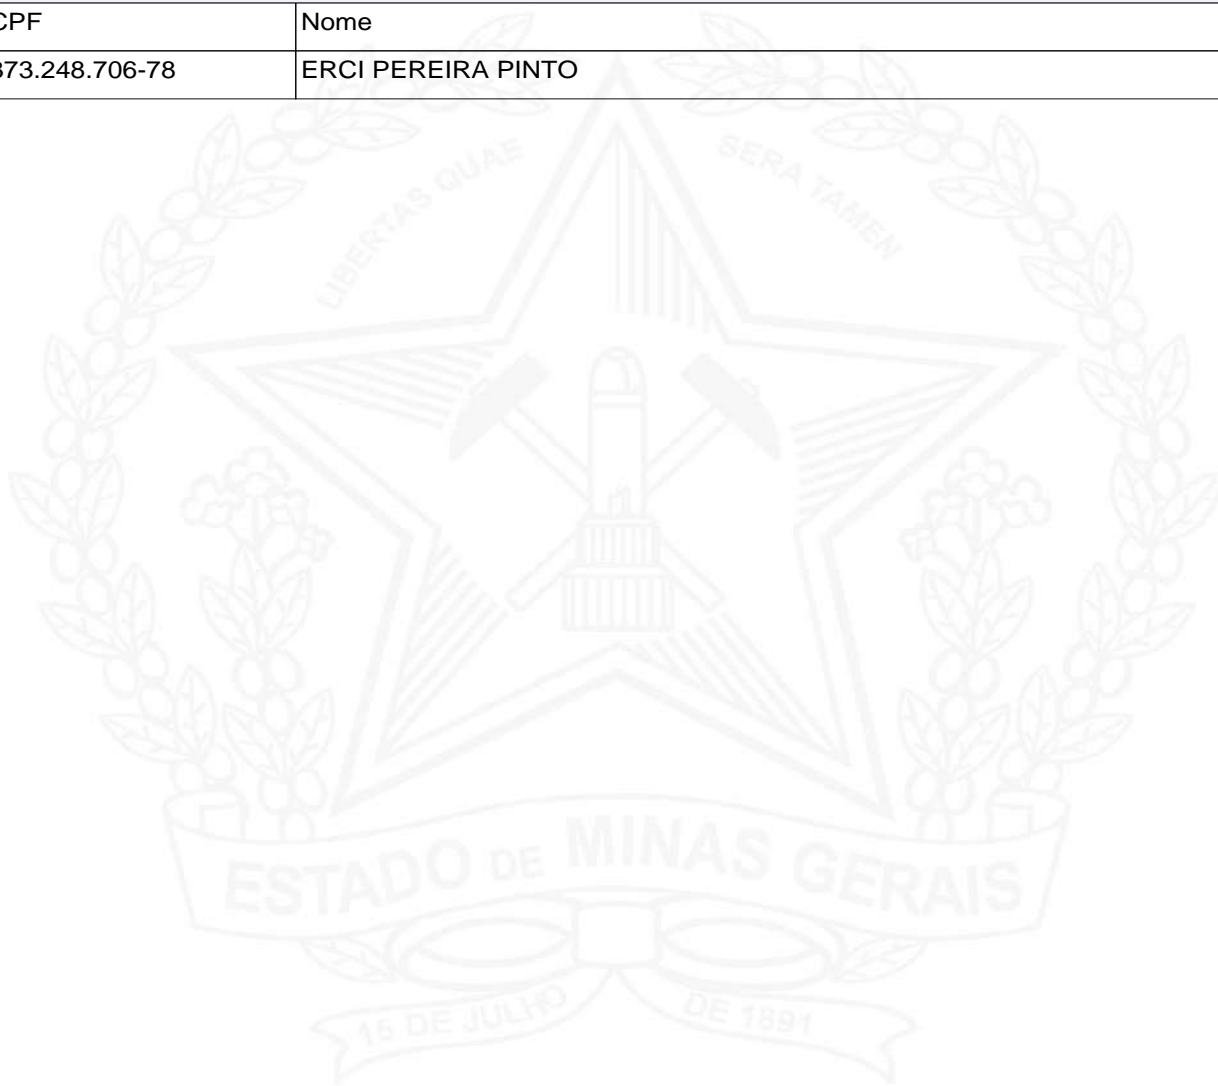 CPF Nome
873.248.706-78 ERCI PEREIRA PINTO
LIBERTAS QUAE SERA TAMEN
ESTADO DE MINAS GERAIS
15 DE JULHO DE 1891